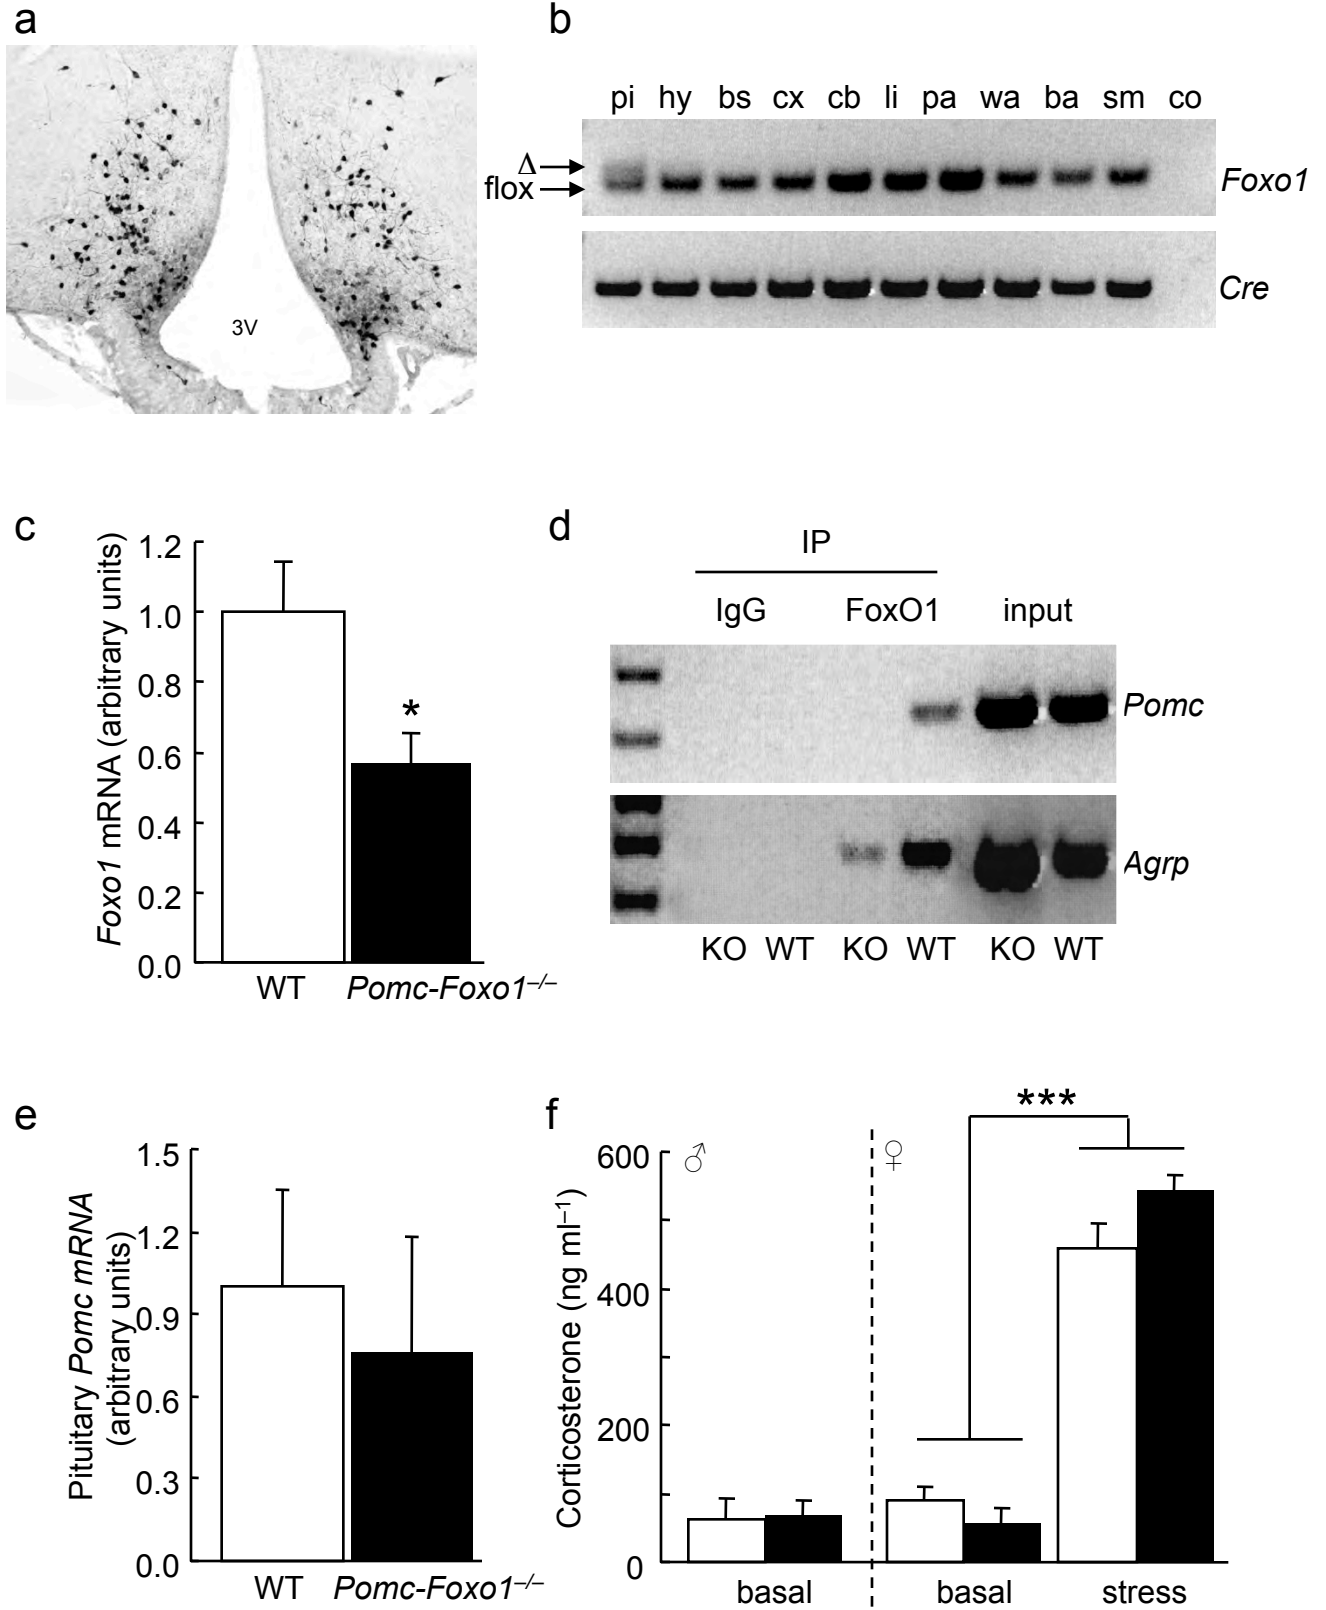 a
3V
b
pi hy bs cx cb li pa wa ba sm co
Δ
flox
Foxo1
Cre
c
Foxo1 mRNA (arbitrary units)
1.2
1.0
0.8
0.6
0.4
0.2
0.0
*
WT Pomc-Foxo1–/–
d
IP
IgG FoxO1 input
Pomc
Agrp
KO WT KO WT KO WT
e
Pituitary Pomc mRNA
(arbitrary units)
1.5
1.2
0.9
0.6
0.3
0.0
WT Pomc-Foxo1–/–
f
Corticosterone (ng ml–1)
600
400
200
0
♂ ♀
***
basal basal stress